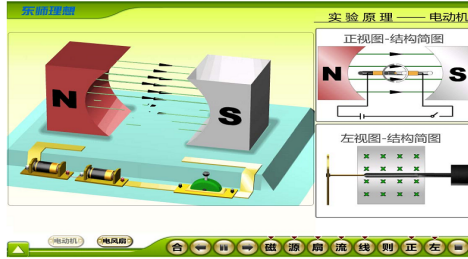 东师理想
实验原理——电动机
正视图-结构简图
N S
N S
左视图-结构简图
电动机 电风扇
合 磁 源 扇 流 线 则 正 左